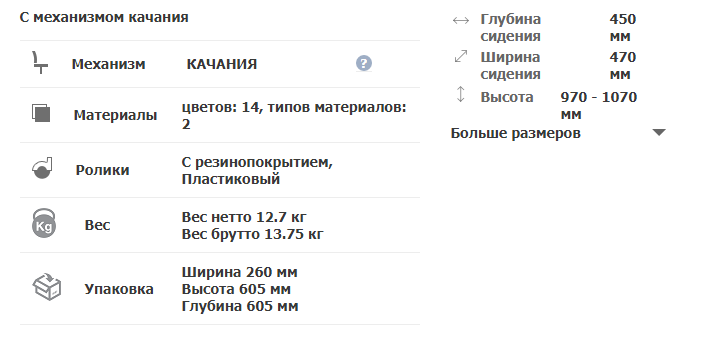 С механизмом качания
Механизм КАЧАНИЯ ?
Материалы цветов: 14, типов материалов:
2
Ролики С резинопокрытием,
Пластиковый
Kg Вес Вес нетто 12.7 кг
Вес брутто 13.75 кг
Упаковка Ширина 260 мм
Высота 605 мм
Глубина 605 мм
Глубина 450
сидения мм
Ширина 470
сидения мм
Высота 970 - 1070
мм
Больше размеров